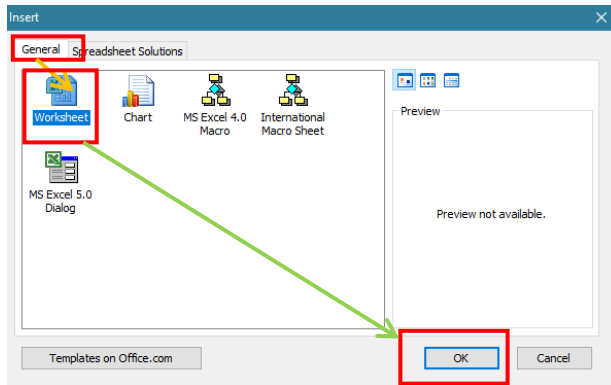 Insert
General Spreadsheet Solutions
Worksheet Chart MS Excel 4.0 Macro International Macro Sheet
MS Excel 5.0 Dialog
Preview
Preview not available.
Templates on Office.com OK Cancel